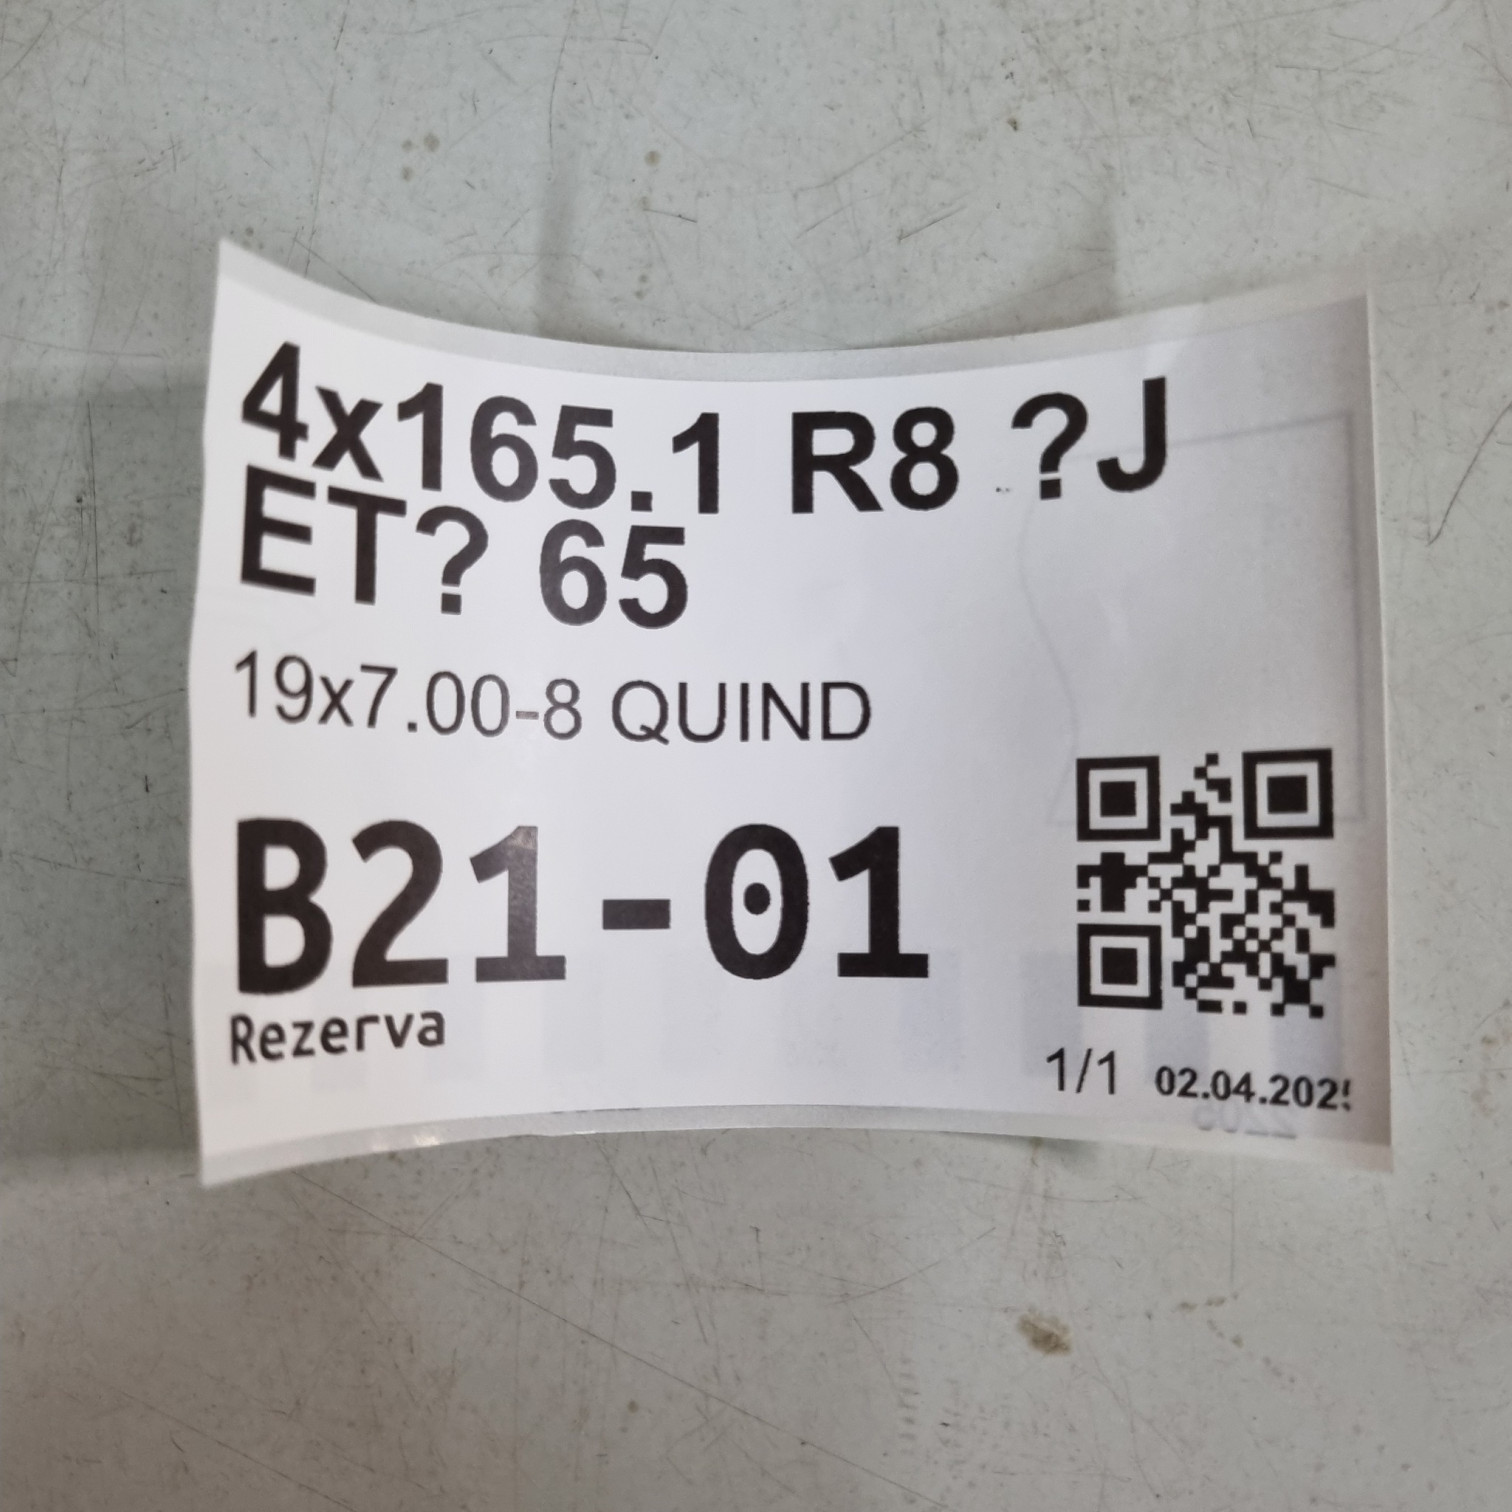 4x165.1 R8 ?J
ET? 65
19x7.00-8 QUIND
B21-01
Rezerva
1/1 02.04.2025